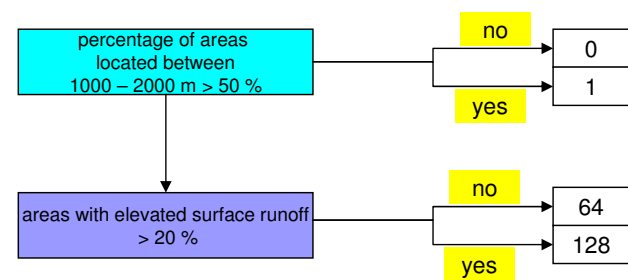 percentage of areas
located between
1000 – 2000 m > 50 %
no
0
1
yes
areas with elevated surface runoff
> 20 %
no
64
128
yes